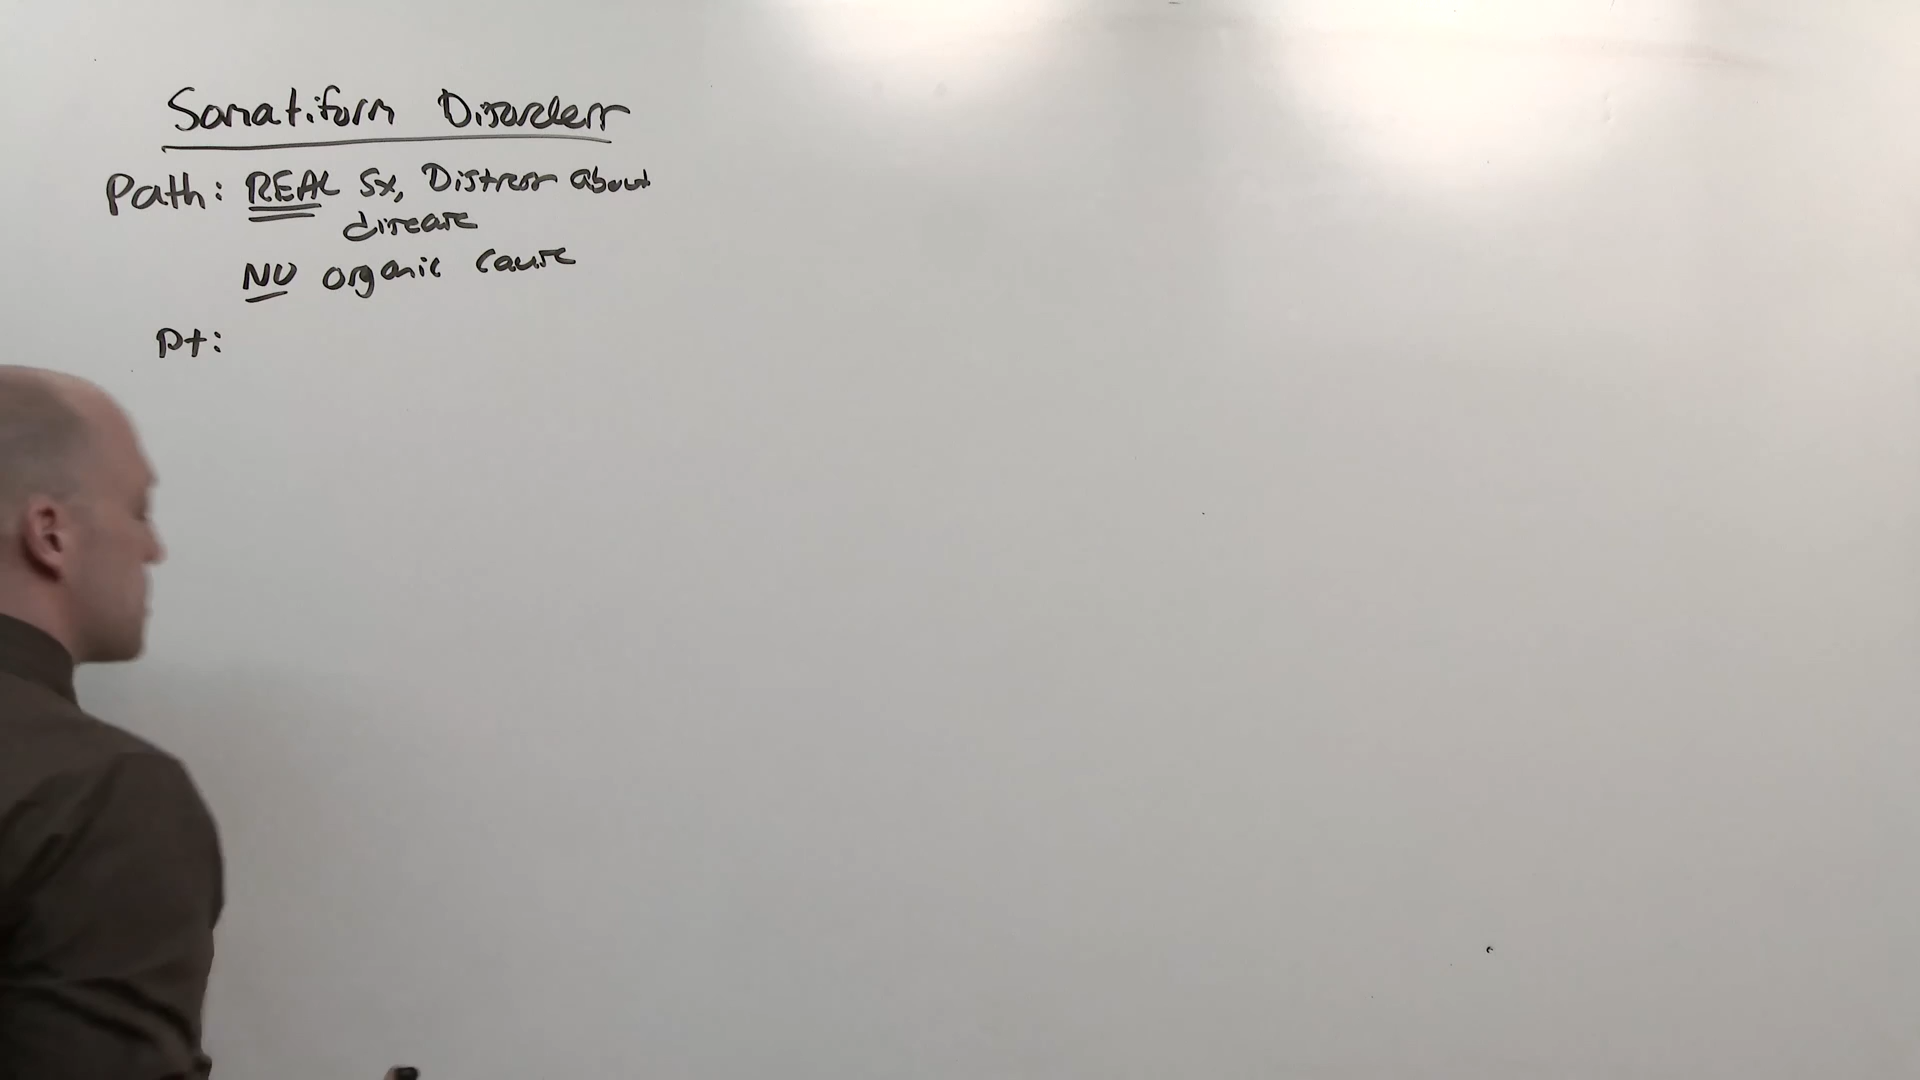 Somatiform Disorders
Path: REAL Sx, Distress about
disease
NO organic cause
pt: